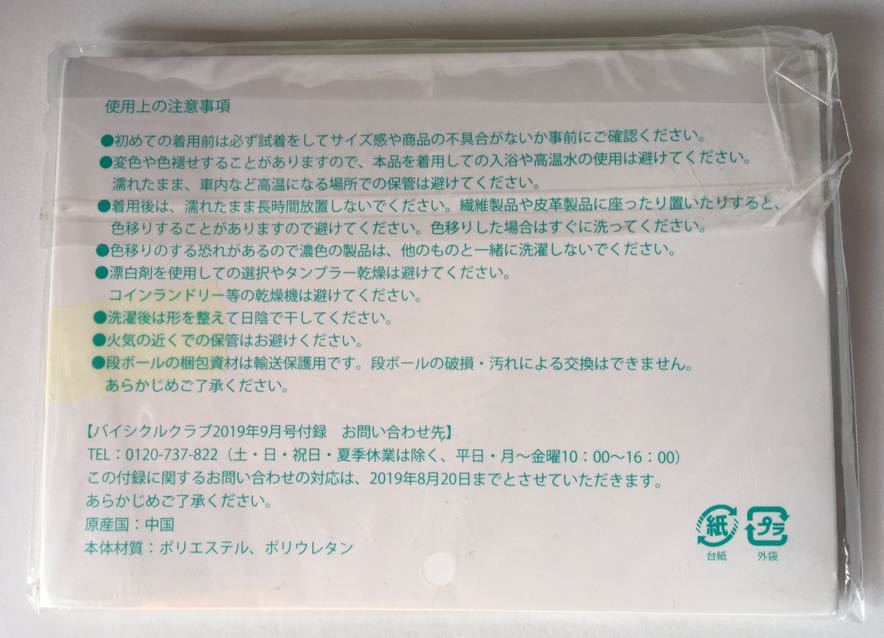 使用上の注意事項
●初めての着用前は必ず試着をしてサイズ感や商品の不具合がないか事前にご確認ください。
●変色や色褪せすることがありますので、本品を着用しての入浴や高温水の使用は避けてください。
濡れたまま、車内など高温になる場所での保管は避けてください。
●着用後は、濡れたまま長時間放置しないでください。繊維製品や皮革製品に座ったり置いたりすると、
色移りすることがありますので避けてください。色移りした場合はすぐに洗ってください。
●色移りのする恐れがあるので濃色の製品は、他のものと一緒に洗濯しないでください。
●漂白剤を使用しての選択やタンブラー乾燥は避けてください。
コインランドリー等の乾燥機は避けてください。
●洗濯後は形を整えて日陰で干してください。
●火気の近くでの保管はお避けください。
●段ボールの梱包資材は輸送保護用です。段ボールの破損・汚れによる交換はできません。
あらかじめご了承ください。
【バイシクルクラブ2019年9月号付録　お問い合わせ先】
TEL：0120-737-822（土・日・祝日・夏季休業は除く、平日・月～金曜10：00～16：00）
この付録に関するお問い合わせの対応は、2019年8月20日までとさせていただきます。
あらかじめご了承ください。
原産国：中国
本体材質：ポリエステル、ポリウレタン
紙 プラ
台紙 外袋